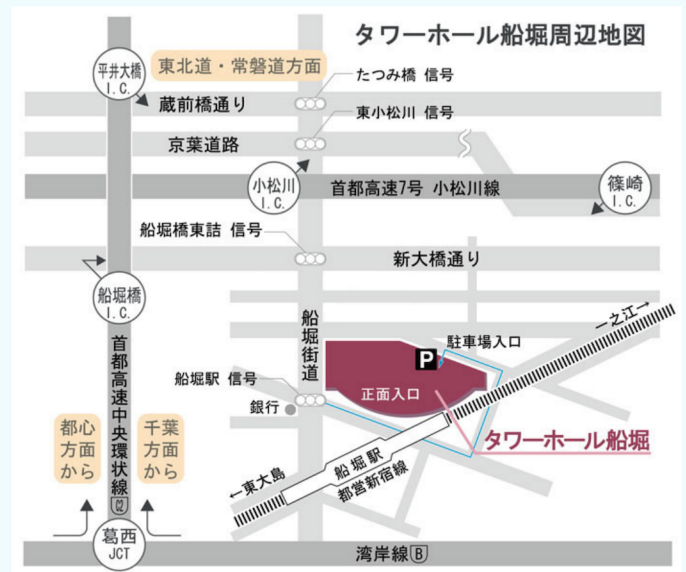 タワーホール船堀周辺地図
平井大橋
I.C.
東北道・常磐道方面
たつみ橋 信号
蔵前橋通り
東小松川 信号
京葉道路
小松川
I.C.
首都高速7号 小松川線
篠崎
I.C.
船堀橋東詰 信号
新大橋通り
船堀橋
I.C.
船堀街道
一之江→
駐車場入口
P
首都高速中央環状線
C2
船堀駅 信号
正面入口
銀行
タワーホール船堀
都心
方面
から
千葉
方面
から
船堀駅
都営新宿線
←東大島
葛西
JCT
湾岸線
B